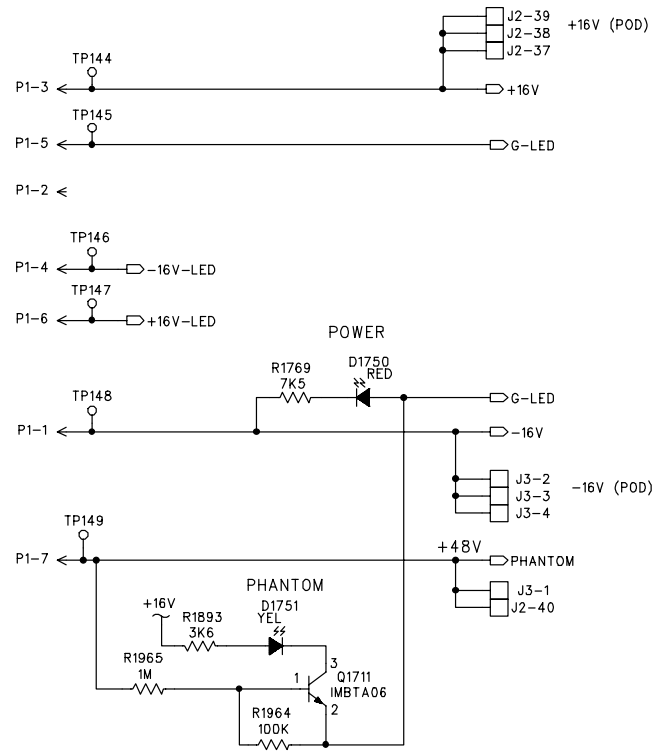 J2-39
J2-38
J2-37
+16V (POD)
TP144
P1-3
+16V
TP145
P1-5
G-LED
P1-2
TP146
P1-4
-16V-LED
TP147
P1-6
+16V-LED
POWER
R1769
7K5
D1750
RED
TP148
G-LED
P1-1
-16V
J3-2
J3-3
J3-4
-16V (POD)
TP149
+48V
P1-7
PHANTOM
J3-1
J2-40
PHANTOM
+16V
R1893
3K6
D1751
YEL
R1965
1M
3
1
Q1711
IMBTA06
2
R1964
100K